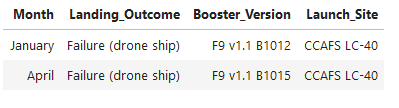 Month Landing_Outcome Booster_Version Launch_Site
January Failure (drone ship) F9 v1.1 B1012 CCAFS LC-40
April Failure (drone ship) F9 v1.1 B1015 CCAFS LC-40